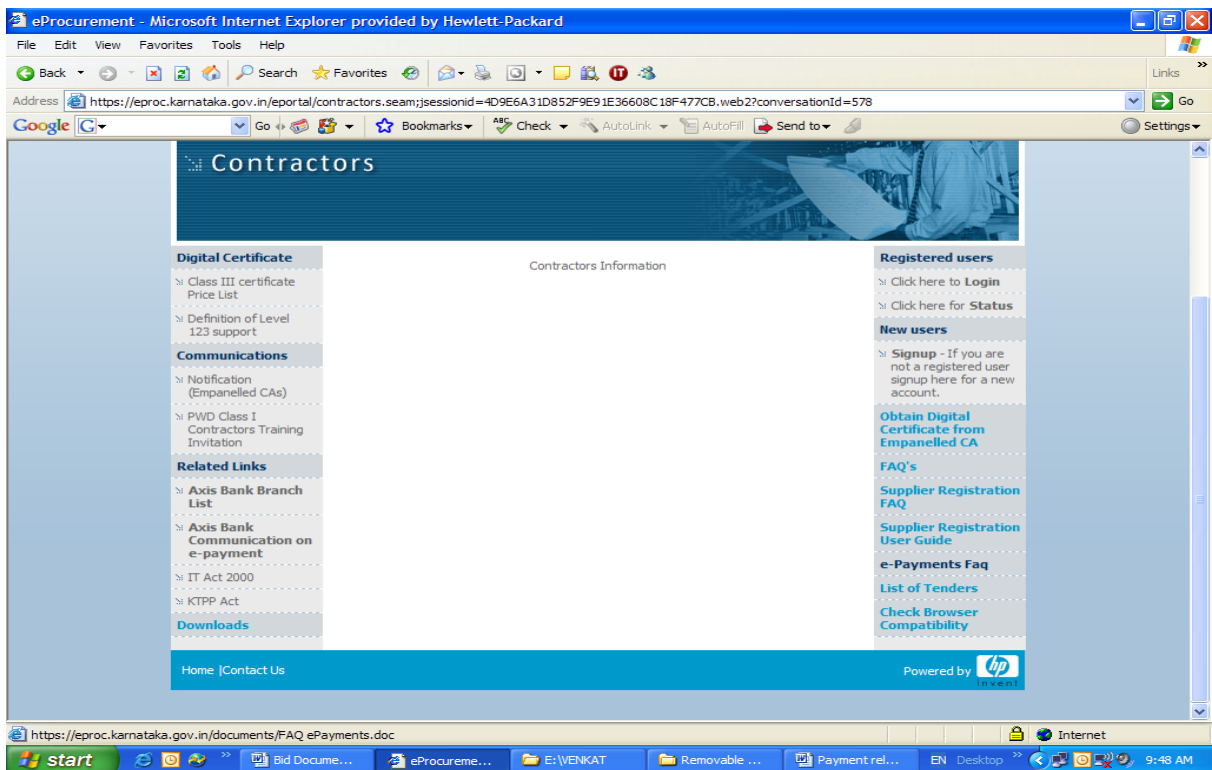 eProcurement - Microsoft Internet Explorer provided by Hewlett-Packard
File Edit View Favorites Tools Help
Back Search Favorites Links
Address https://eproc.karnataka.gov.in/eportal/contractors.seam;jsessionid=4D9E6A31D852F9E91E36608C18F477CB.web2?conversationId=578 Go
Google G Go Bookmarks Check AutoLink AutoFill Send to Settings
Contractors
Digital Certificate
Class III certificate
Price List
Definition of Level
123 support
Communications
Notification
(Empanelled CAs)
PWD Class I
Contractors Training
Invitation
Related Links
Axis Bank Branch
List
Axis Bank
Communication on
e-payment
IT Act 2000
KTPP Act
Downloads
Contractors Information
Registered users
Click here to Login
Click here for Status
New users
Signup - If you are
not a registered user
signup here for a new
account.
Obtain Digital
Certificate from
Empanelled CA
FAQ's
Supplier Registration
FAQ
Supplier Registration
User Guide
e-Payments Faq
List of Tenders
Check Browser
Compatibility
Home |Contact Us
Powered by hp
invent
https://eproc.karnataka.gov.in/documents/FAQ ePayments.doc Internet
start Bid Docume... eProcureme... E:\VENKAT Removable ... Payment rel... EN Desktop 9:48 AM